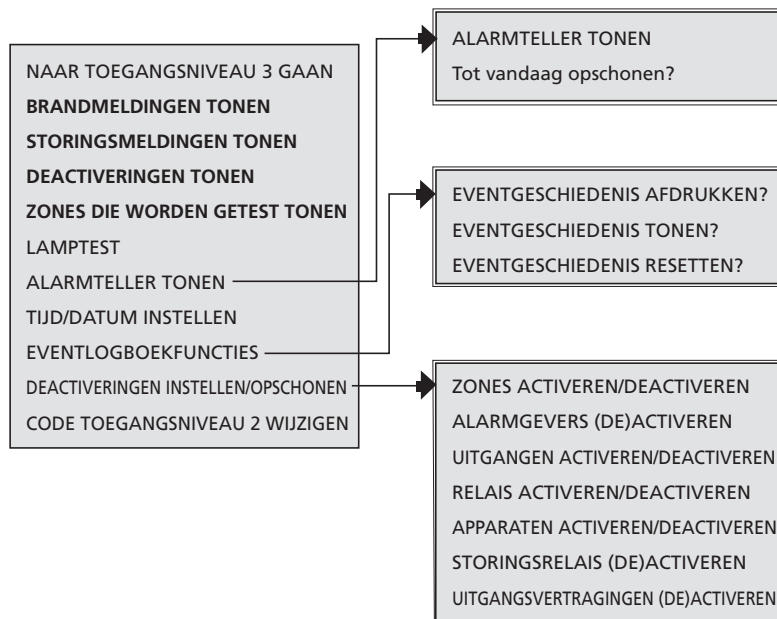 NAAR TOEGANGSNIVEAU 3 GAAN
BRANDMELDINGEN TONEN
STORINGSMELDINGEN TONEN
DEACTIVERINGEN TONEN
ZONES DIE WORDEN GETEST TONEN
LAMPTEST
ALARMTELLER TONEN
TIJD/DATUM INSTELLEN
EVENTLOGBOEKFUNCTIES
DEACTIVERINGEN INSTELLEN/OPSCHONEN
CODE TOEGANGSNIVEAU 2 WIJZIGEN
ALARMTELLER TONEN
Tot vandaag opschonen?
EVENTGESCHIEDENIS AFDRUKKEN?
EVENTGESCHIEDENIS TONEN?
EVENTGESCHIEDENIS RESETTEN?
ZONES ACTIVEREN/DEACTIVEREN
ALARMGEVERS (DE)ACTIVEREN
UITGANGEN ACTIVEREN/DEACTIVEREN
RELAIS ACTIVEREN/DEACTIVEREN
APPARATEN ACTIVEREN/DEACTIVEREN
STORINGSRELAIS (DE)ACTIVEREN
UITGANGSVERTRAGINGEN (DE)ACTIVEREN